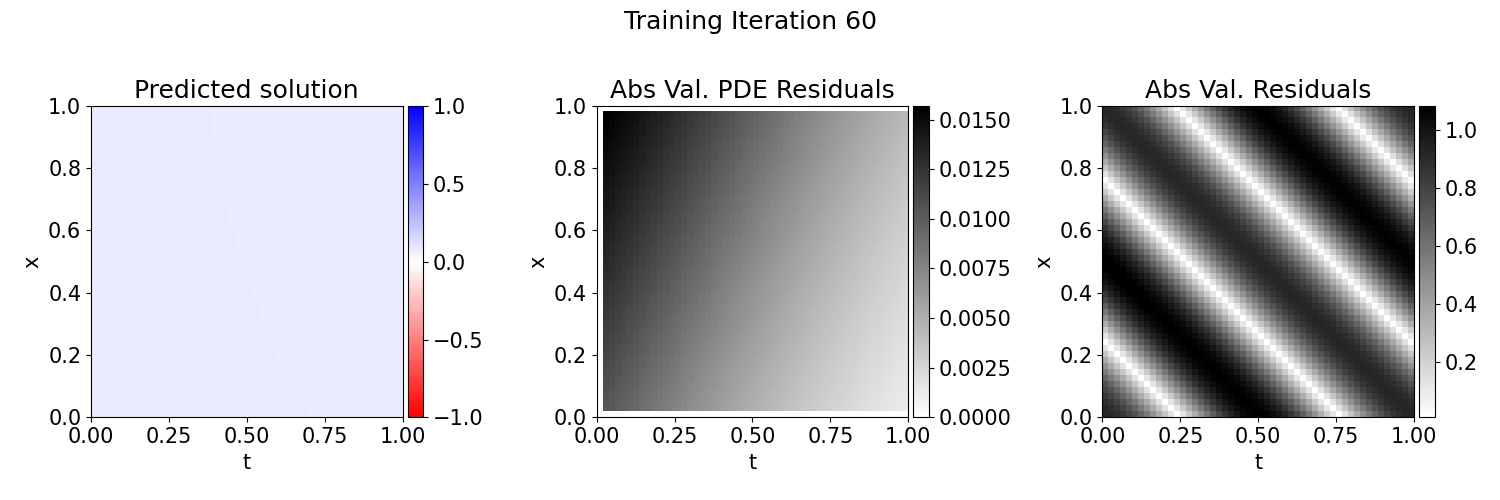 Training Iteration 60
Predicted solution
1.0
0.8
0.6
0.4
0.2
0.0
x
0.00 0.25 0.50 0.75 1.00
t
1.0
0.5
0.0
−0.5
−1.0
Abs Val. PDE Residuals
1.0
0.8
0.6
0.4
0.2
0.0
x
0.00 0.25 0.50 0.75 1.00
t
0.0150
0.0125
0.0100
0.0075
0.0050
0.0025
0.0000
Abs Val. Residuals
1.0
0.8
0.6
0.4
0.2
0.0
x
0.00 0.25 0.50 0.75 1.00
t
1.0
0.8
0.6
0.4
0.2